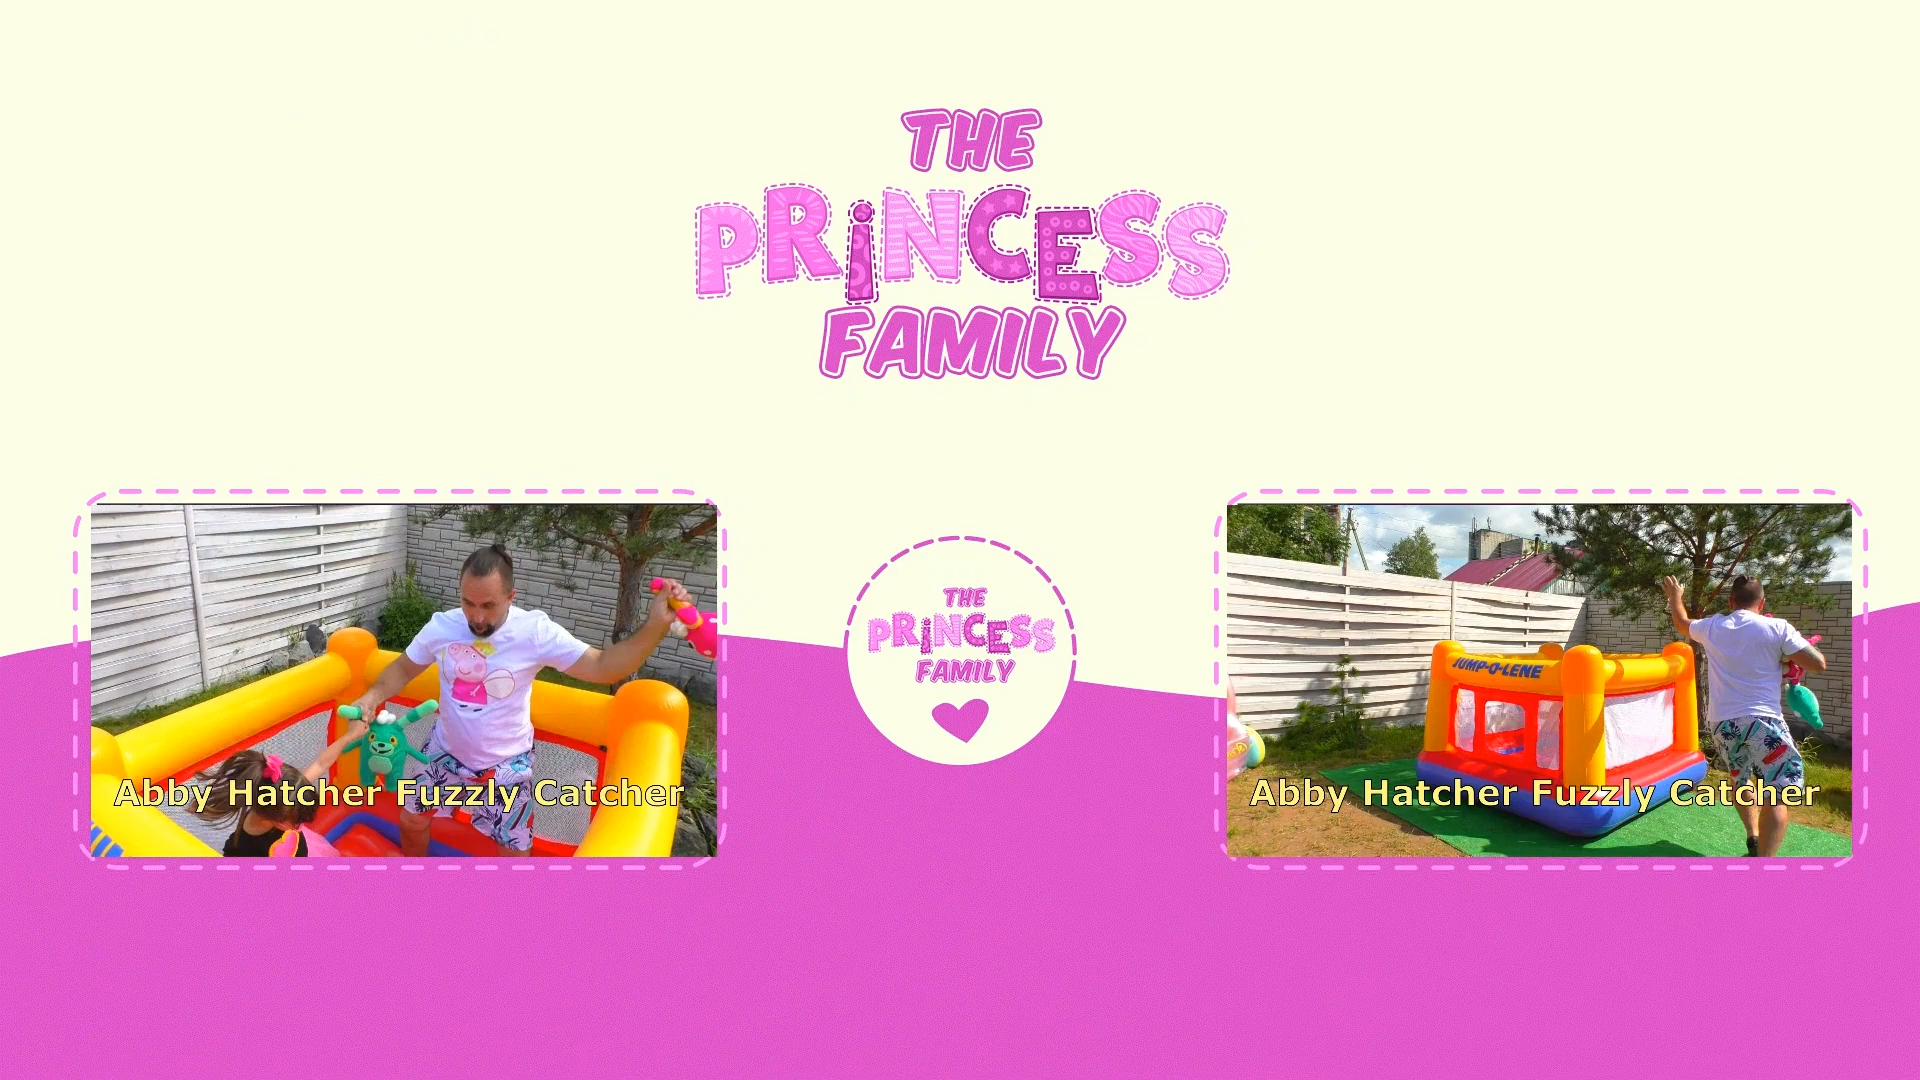 THE
PRINCESS
FAMILY
THE
PRINCESS
FAMILY
JUMP-O-LENE
Abby Hatcher Fuzzly Catcher
Abby Hatcher Fuzzly Catcher